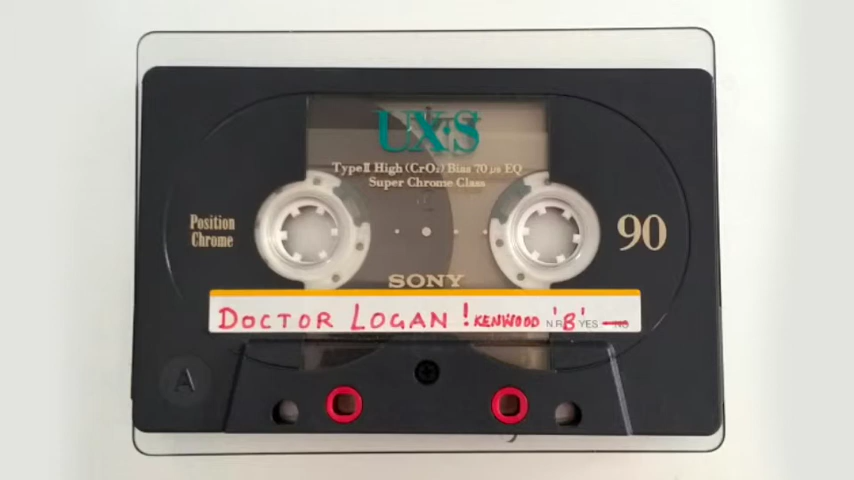 UX·S
Type II High (CrO₂) Bias 70 µs EQ
Super Chrome Class
Position
Chrome
90
SONY
DOCTOR LOGAN ! KENWOOD N.R. 'B' YES NO
A